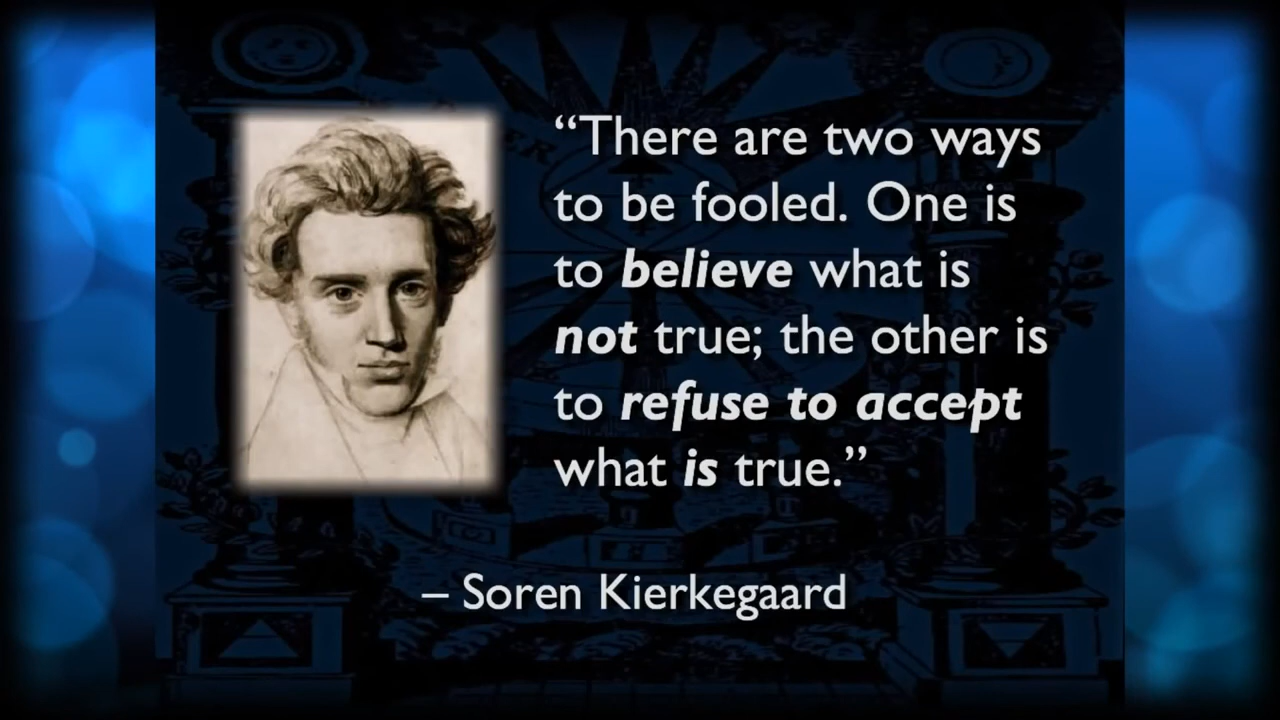 “There are two ways
to be fooled. One is
to believe what is
not true; the other is
to refuse to accept
what is true.”
– Soren Kierkegaard